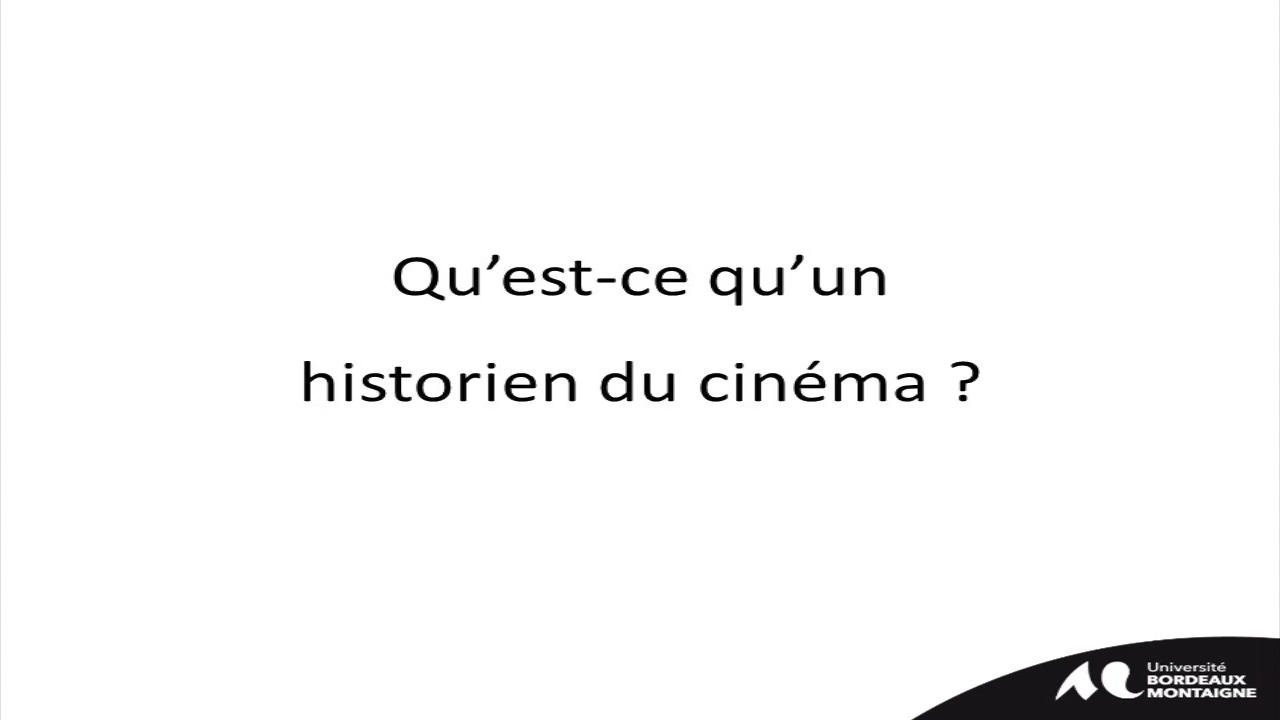 Qu’est-ce qu’un
historien du cinéma ?
Université
BORDEAUX
MONTAIGNE